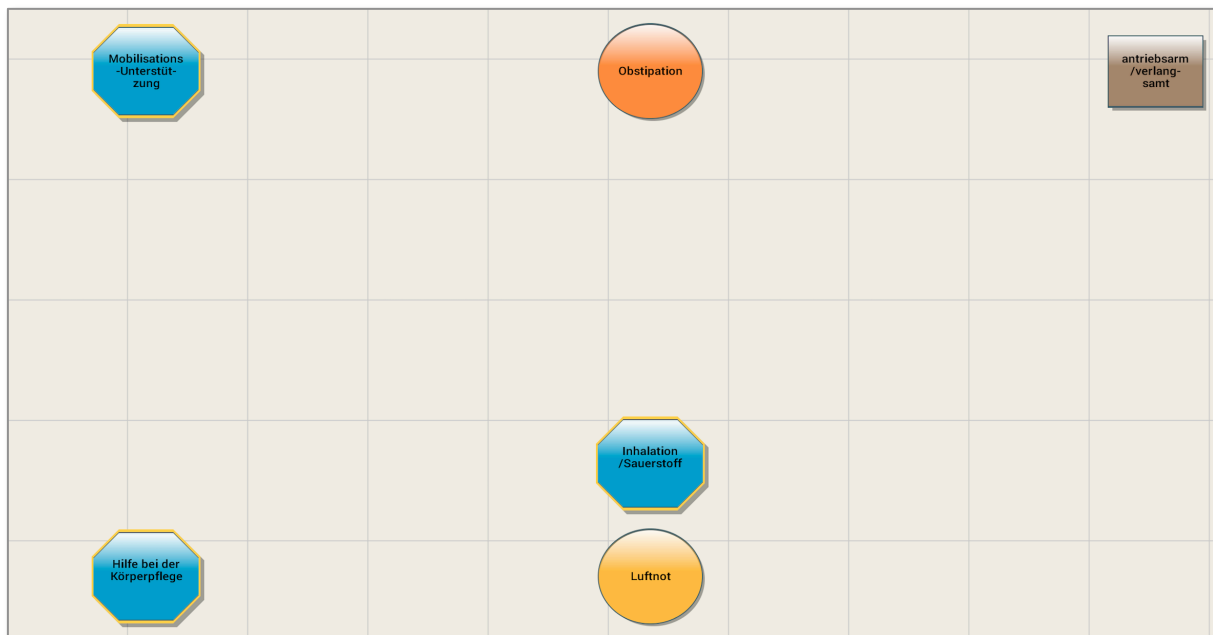 Mobilisations
-Unterstüt-
zung
Obstipation
antriebsarm
/verlang-
samt
Inhalation
/Sauerstoff
Hilfe bei der
Körperpflege
Luftnot